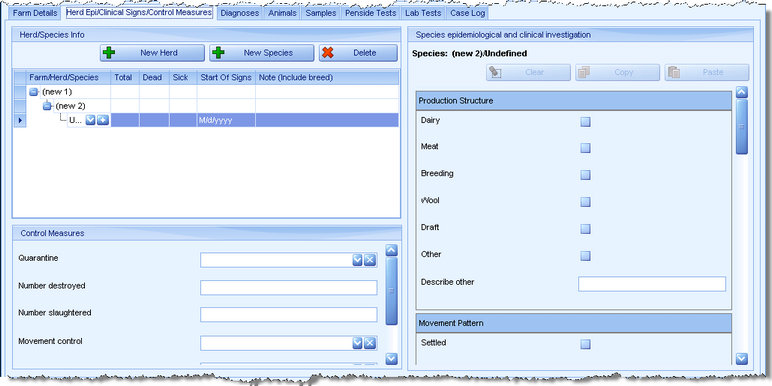 Farm Details Herd Epi/Clinical Signs/Control Measures Diagnoses Animals Samples Penside Tests Lab Tests Case Log
Herd/Species Info
New Herd New Species Delete
Farm/Herd/Species Total Dead Sick Start Of Signs Note (Include breed)
(new 1)
(new 2)
U... M/d/yyyy
Control Measures
Quarantine
Number destroyed
Number slaughtered
Movement control
Species epidemiological and clinical investigation
Species: (new 2)/Undefined
Clear Copy Paste
Production Structure
Dairy
Meat
Breeding
Wool
Draft
Other
Describe other
Movement Pattern
Settled